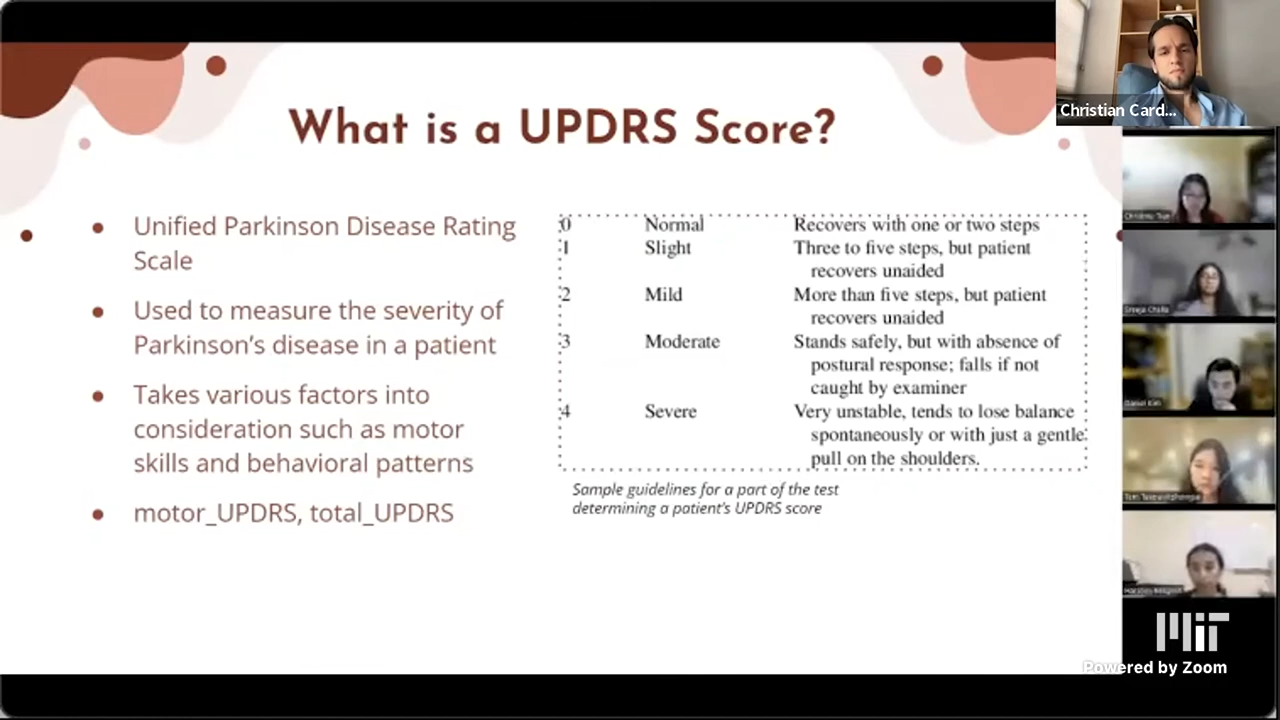 What is a UPDRS Score?
Christian Card...
● Unified Parkinson Disease Rating
Scale
● Used to measure the severity of
Parkinson's disease in a patient
● Takes various factors into
consideration such as motor
skills and behavioral patterns
● motor_UPDRS, total_UPDRS
0 Normal Recovers with one or two steps
1 Slight Three to five steps, but patient
recovers unaided
2 Mild More than five steps, but patient
recovers unaided
3 Moderate Stands safely, but with absence of
postural response; falls if not
caught by examiner
4 Severe Very unstable, tends to lose balance
spontaneously or with just a gentle
pull on the shoulders.
Sample guidelines for a part of the test
determining a patient's UPDRS score
Daniel Kim
MIT
Powered by Zoom